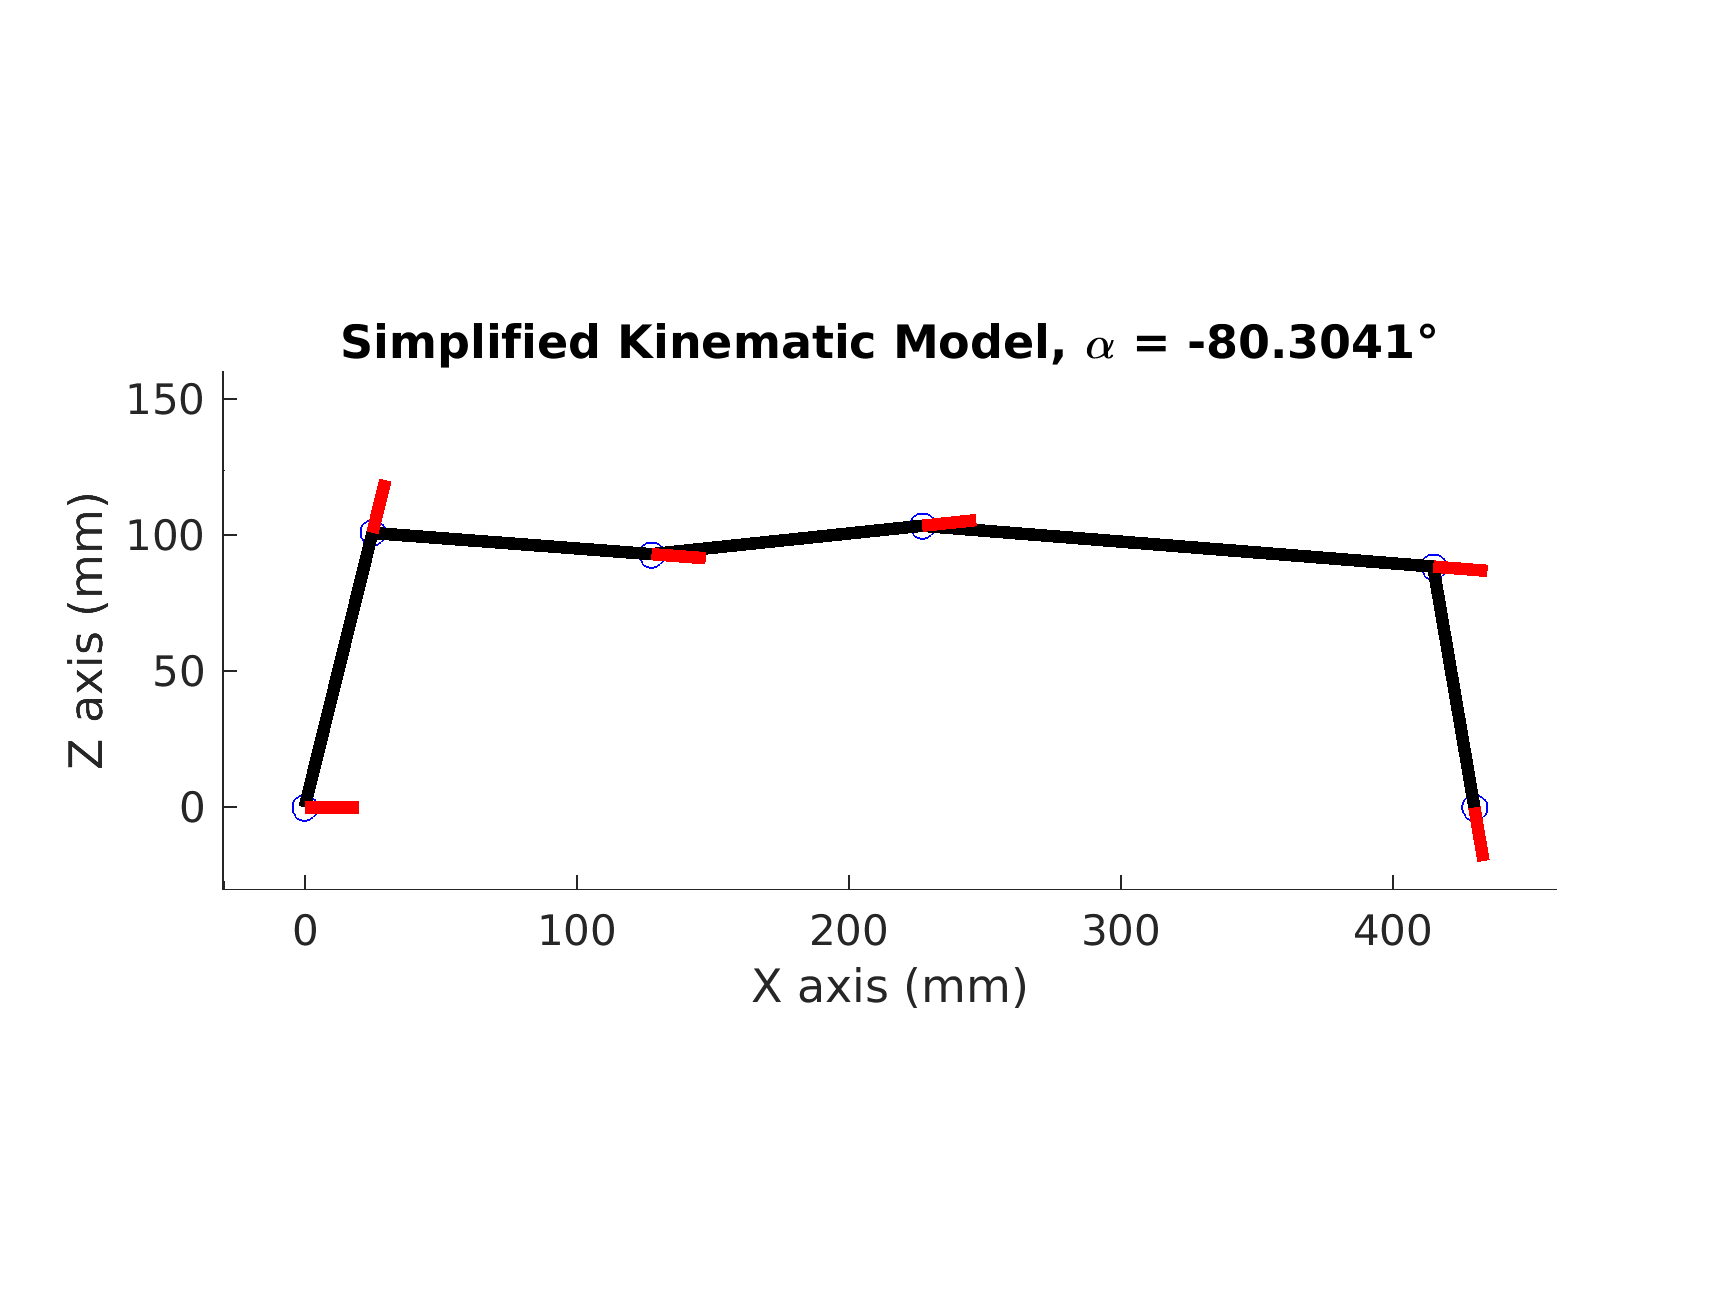 Simplified Kinematic Model, α = -80.3041°
150
100
50
0
Z axis (mm)
0 100 200 300 400
X axis (mm)